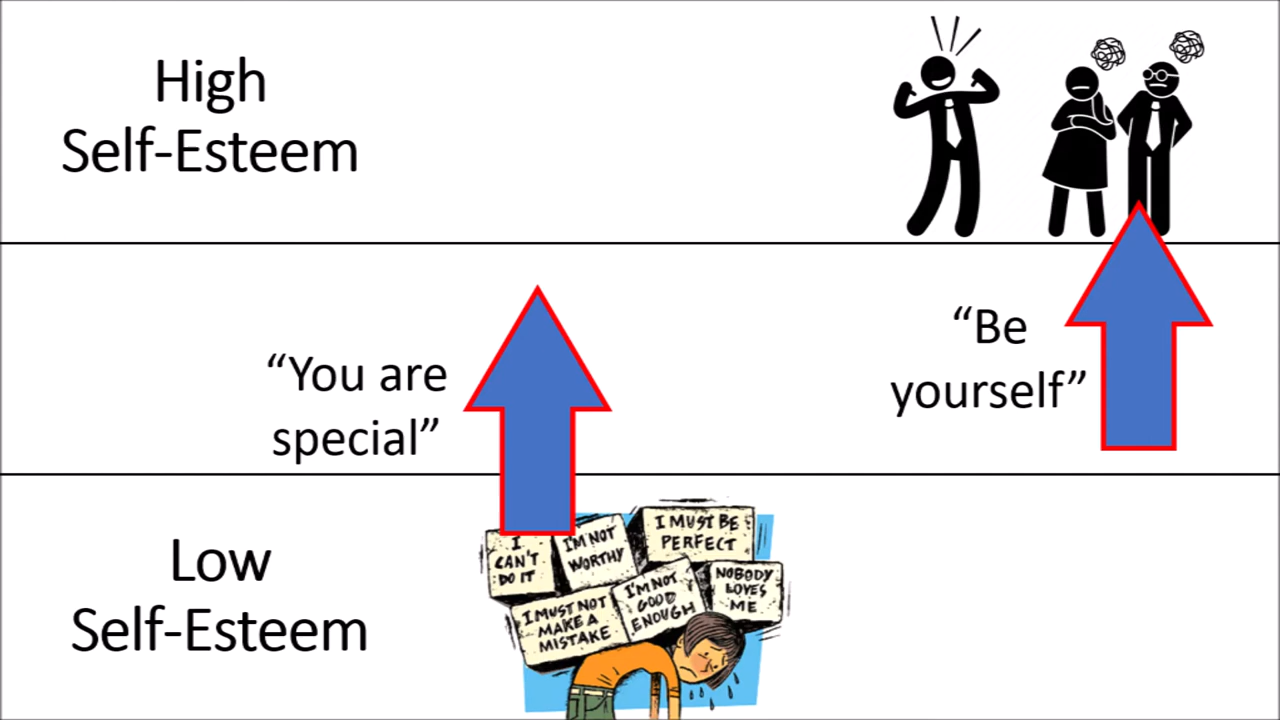 High
Self-Esteem
“Be
yourself”
“You are
special”
Low
Self-Esteem
I
CAN'T
DO IT
I'M NOT
WORTHY
I MUST BE
PERFECT
I MUST NOT
MAKE A
MISTAKE
I'M NOT
GOOD
ENOUGH
NOBODY
LOVES
ME